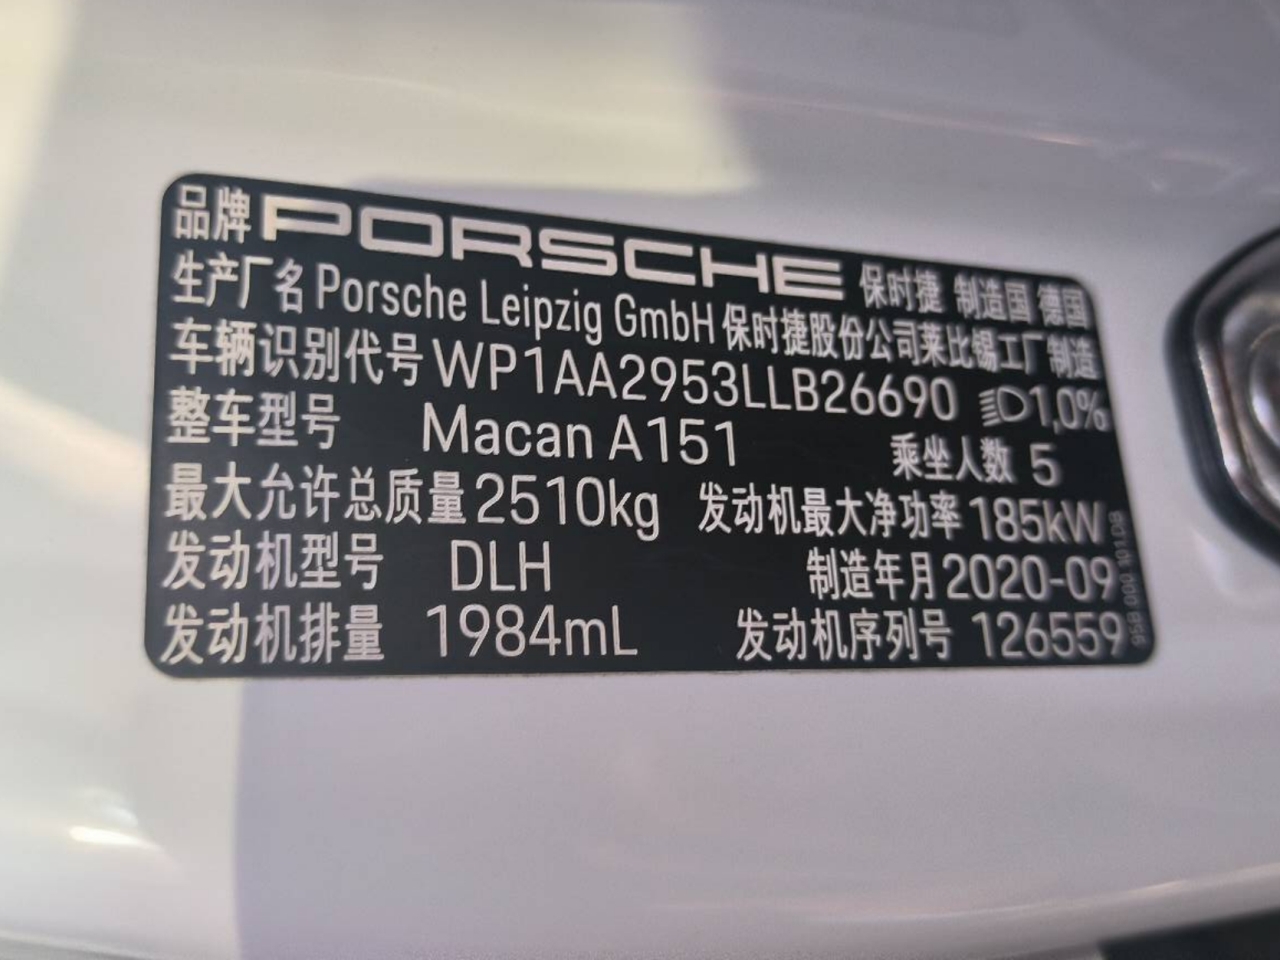 品牌 PORSCHE 保时捷 制造国 德国
生产厂名 Porsche Leipzig GmbH 保时捷股份公司莱比锡工厂制造
车辆识别代号 WP1AA2953LLB26690 1,0%
整车型号 Macan A151 乘坐人数 5
最大允许总质量 2510kg 发动机最大净功率 185kW
发动机型号 DLH 制造年月 2020-09
发动机排量 1984mL 发动机序列号 126559
958 000 101.DB